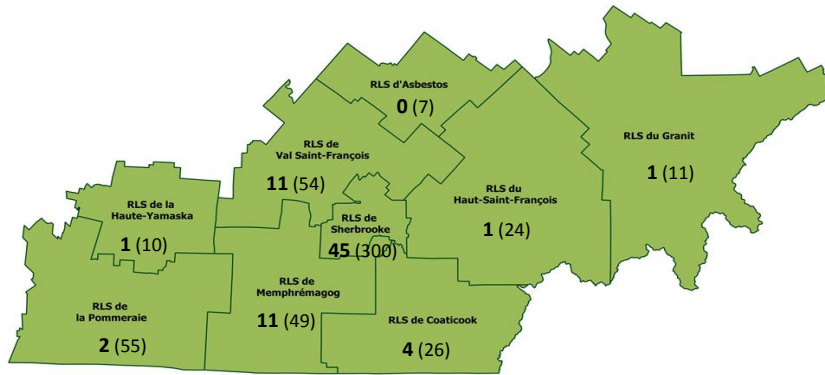 RLS d'Asbestos
0 (7)
RLS du Granit
1 (11)
RLS de
Val Saint-François
11 (54)
RLS du
Haut-Saint-François
1 (24)
RLS de la
Haute-Yamaska
1 (10)
RLS de
Sherbrooke
45 (300)
RLS de
Memphrémagog
11 (49)
RLS de
la Pommeraie
2 (55)
RLS de Coaticook
4 (26)